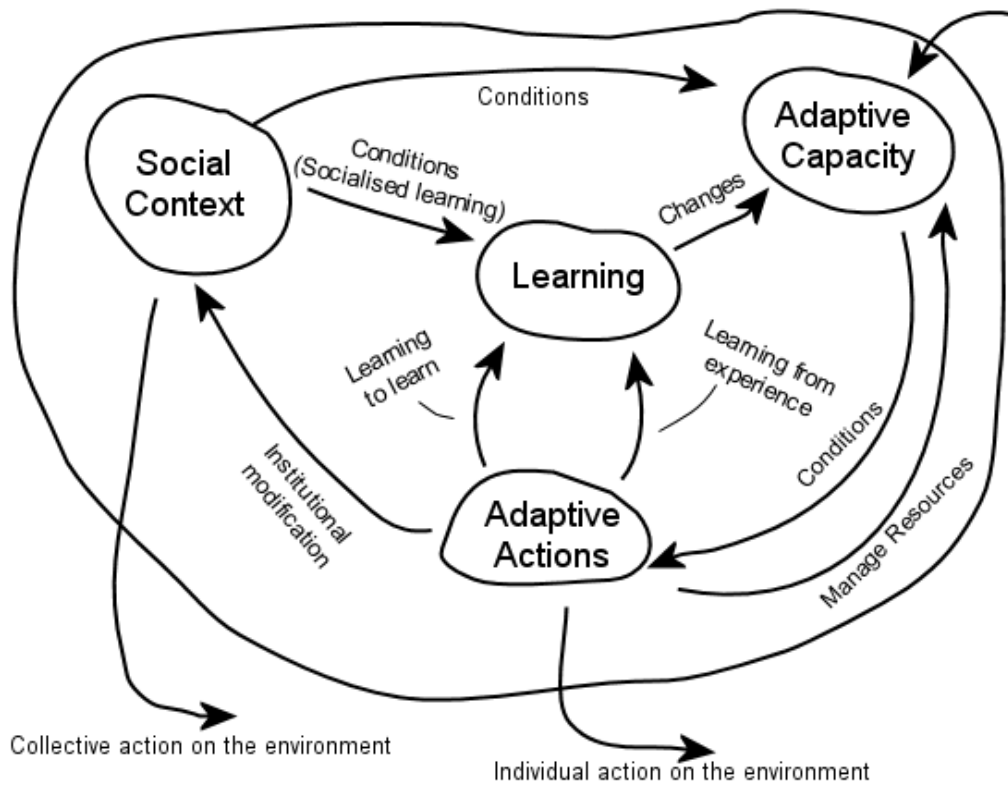 Conditions
Adaptive
Capacity
Social
Context
Conditions
(Socialised learning)
Changes
Learning
Learning
to learn
Learning from
experience
Conditions
Institutional
modification
Adaptive
Actions
Manage Resources
Collective action on the environment
Individual action on the environment